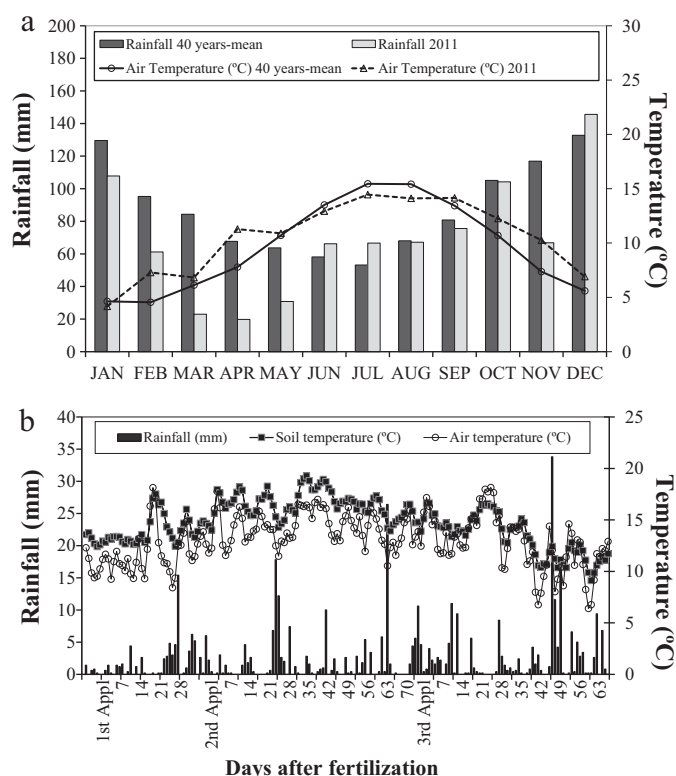 a
Rainfall 40 years-mean
Rainfall 2011
Air Temperature (ºC) 40 years-mean
Air Temperature (ºC) 2011
Rainfall (mm)
200
180
160
140
120
100
80
60
40
20
0
Temperature (ºC)
30
25
20
15
10
5
0
JAN FEB MAR APR MAY JUN JUL AUG SEP OCT NOV DEC
b
Rainfall (mm)
Soil temperature (ºC)
Air temperature (ºC)
Rainfall (mm)
40
35
30
25
20
15
10
5
0
Temperature (ºC)
25
20
15
10
5
0
1st Appl 7 14 21 28 2nd Appl 7 14 21 28 35 42 49 56 63 70 3rd Appl 7 14 21 28 35 42 49 56 63
Days after fertilization